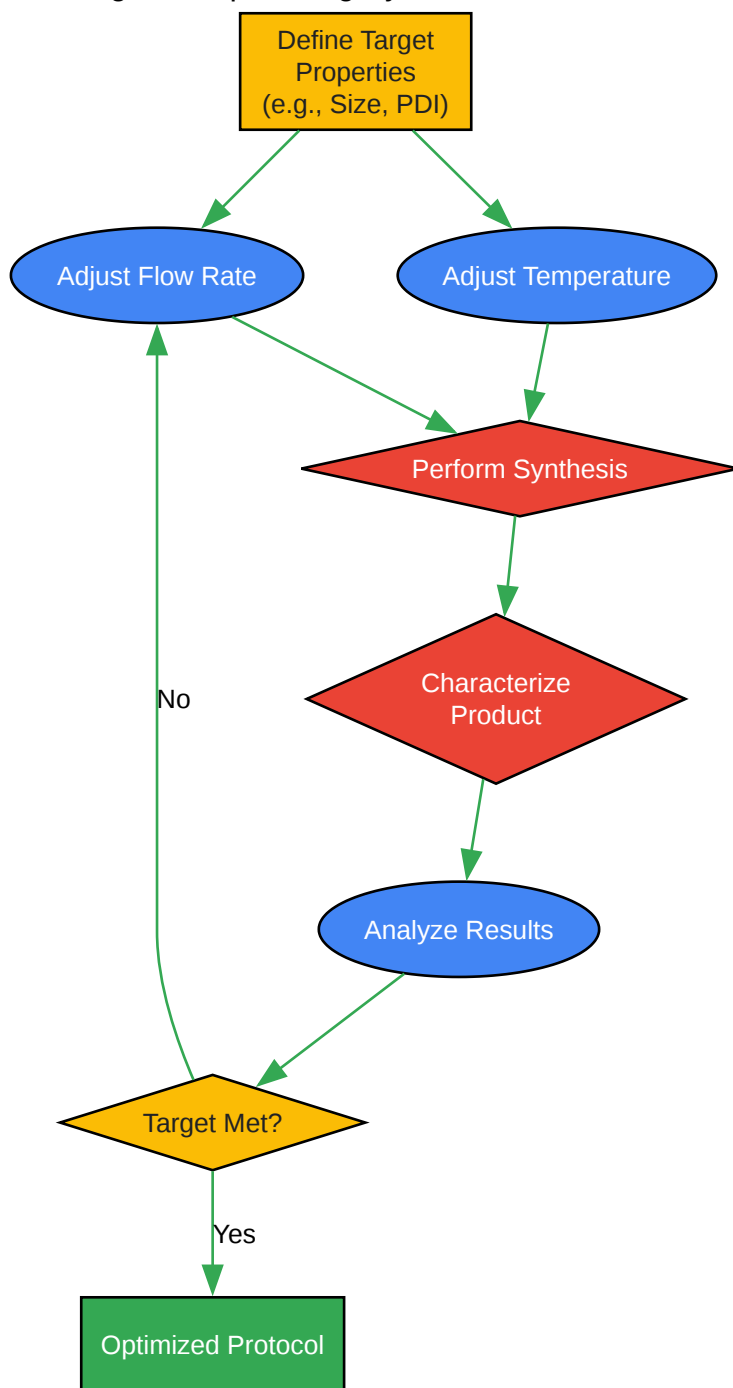 Define Target
Properties
(e.g., Size, PDI)
Adjust Flow Rate
Adjust Temperature
Perform Synthesis
Characterize
Product
No
Analyze Results
Target Met?
Yes
Optimized Protocol